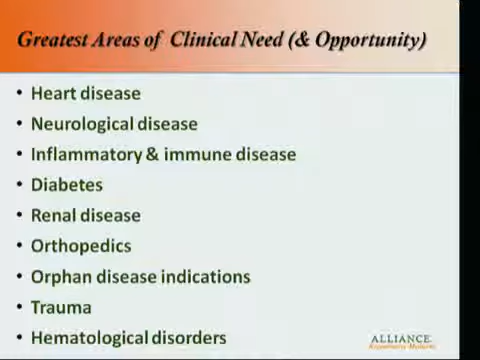 Greatest Areas of Clinical Need (& Opportunity)
• Heart disease
• Neurological disease
• Inflammatory & immune disease
• Diabetes
• Renal disease
• Orthopedics
• Orphan disease indications
• Trauma
• Hematological disorders
ALLIANCE